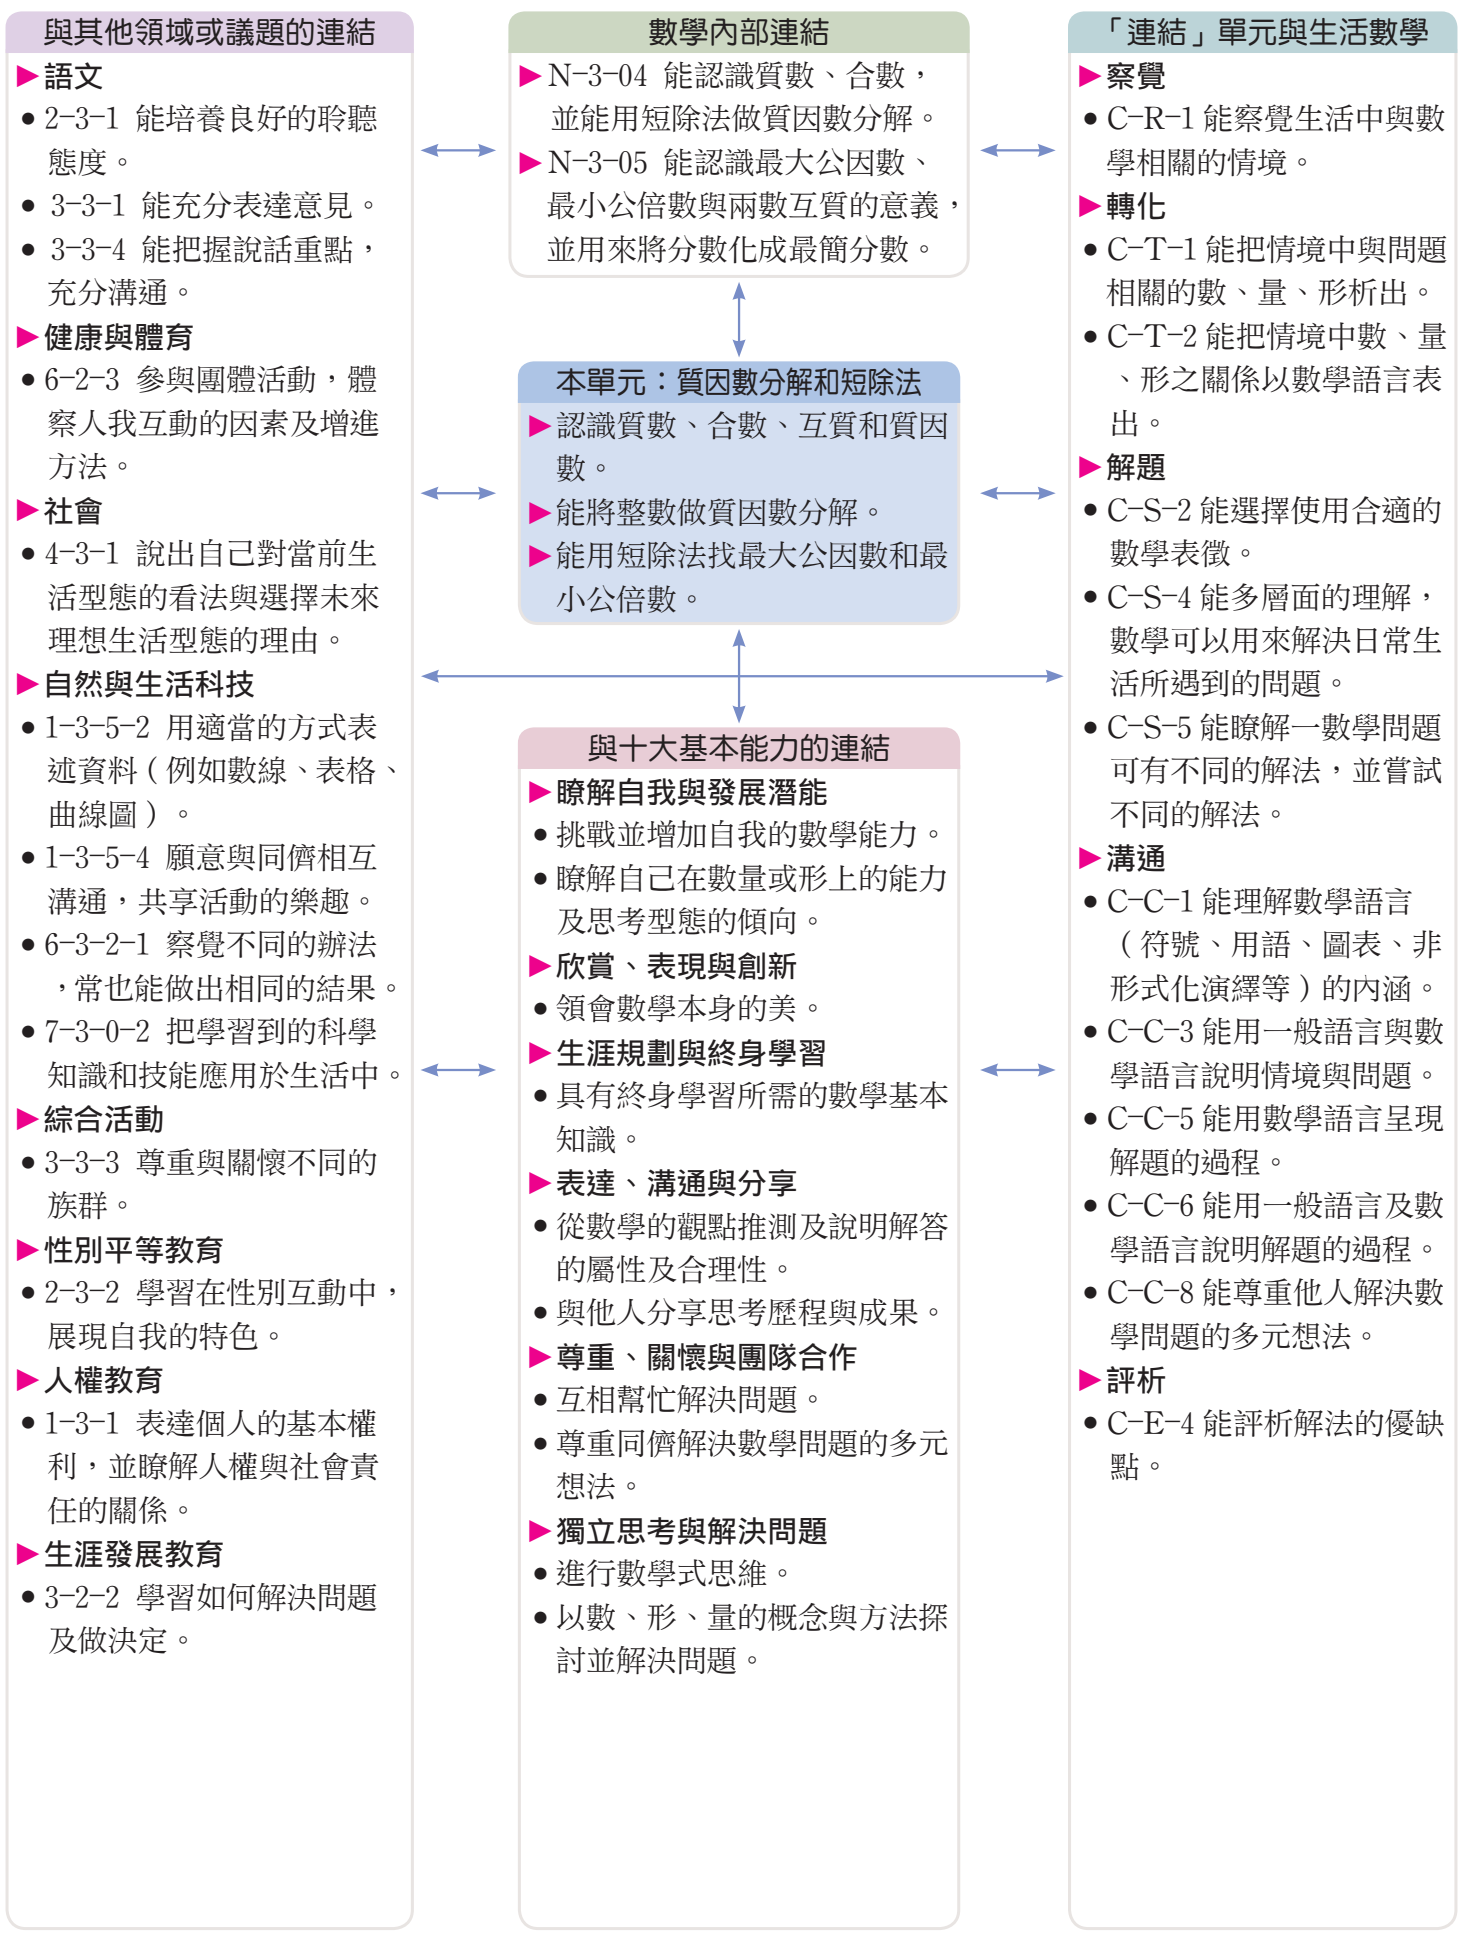 與其他領域或議題的連結
▶語文
● 2-3-1 能培養良好的聆聽
態度。
● 3-3-1 能充分表達意見。
● 3-3-4 能把握說話重點，
充分溝通。
▶健康與體育
● 6-2-3 參與團體活動，體
察人我互動的因素及增進
方法。
▶社會
● 4-3-1 說出自己對當前生
活型態的看法與選擇未來
理想生活型態的理由。
▶自然與生活科技
● 1-3-5-2 用適當的方式表
述資料（例如數線、表格、
曲線圖）。
● 1-3-5-4 願意與同儕相互
溝通，共享活動的樂趣。
● 6-3-2-1 察覺不同的辦法
，常也能做出相同的結果。
● 7-3-0-2 把學習到的科學
知識和技能應用於生活中。
▶綜合活動
● 3-3-3 尊重與關懷不同的
族群。
▶性別平等教育
● 2-3-2 學習在性別互動中，
展現自我的特色。
▶人權教育
● 1-3-1 表達個人的基本權
利，並瞭解人權與社會責
任的關係。
▶生涯發展教育
● 3-2-2 學習如何解決問題
及做決定。
數學內部連結
▶N-3-04 能認識質數、合數，
並能用短除法做質因數分解。
▶N-3-05 能認識最大公因數、
最小公倍數與兩數互質的意義，
並用來將分數化成最簡分數。
本單元：質因數分解和短除法
▶認識質數、合數、互質和質因
數。
▶能將整數做質因數分解。
▶能用短除法找最大公因數和最
小公倍數。
與十大基本能力的連結
▶瞭解自我與發展潛能
● 挑戰並增加自我的數學能力。
● 瞭解自己在數量或形上的能力
及思考型態的傾向。
▶欣賞、表現與創新
● 領會數學本身的美。
▶生涯規劃與終身學習
● 具有終身學習所需的數學基本
知識。
▶表達、溝通與分享
● 從數學的觀點推測及說明解答
的屬性及合理性。
● 與他人分享思考歷程與成果。
▶尊重、關懷與團隊合作
● 互相幫忙解決問題。
● 尊重同儕解決數學問題的多元
想法。
▶獨立思考與解決問題
● 進行數學式思維。
● 以數、形、量的概念與方法探
討並解決問題。
「連結」單元與生活數學
▶察覺
● C-R-1 能察覺生活中與數
學相關的情境。
▶轉化
● C-T-1 能把情境中與問題
相關的數、量、形析出。
● C-T-2 能把情境中數、量
、形之關係以數學語言表
出。
▶解題
● C-S-2 能選擇使用合適的
數學表徵。
● C-S-4 能多層面的理解，
數學可以用來解決日常生
活所遇到的問題。
● C-S-5 能瞭解一數學問題
可有不同的解法，並嘗試
不同的解法。
▶溝通
● C-C-1 能理解數學語言
（符號、用語、圖表、非
形式化演繹等）的內涵。
● C-C-3 能用一般語言與數
學語言說明情境與問題。
● C-C-5 能用數學語言呈現
解題的過程。
● C-C-6 能用一般語言及數
學語言說明解題的過程。
● C-C-8 能尊重他人解決數
學問題的多元想法。
▶評析
● C-E-4 能評析解法的優缺
點。